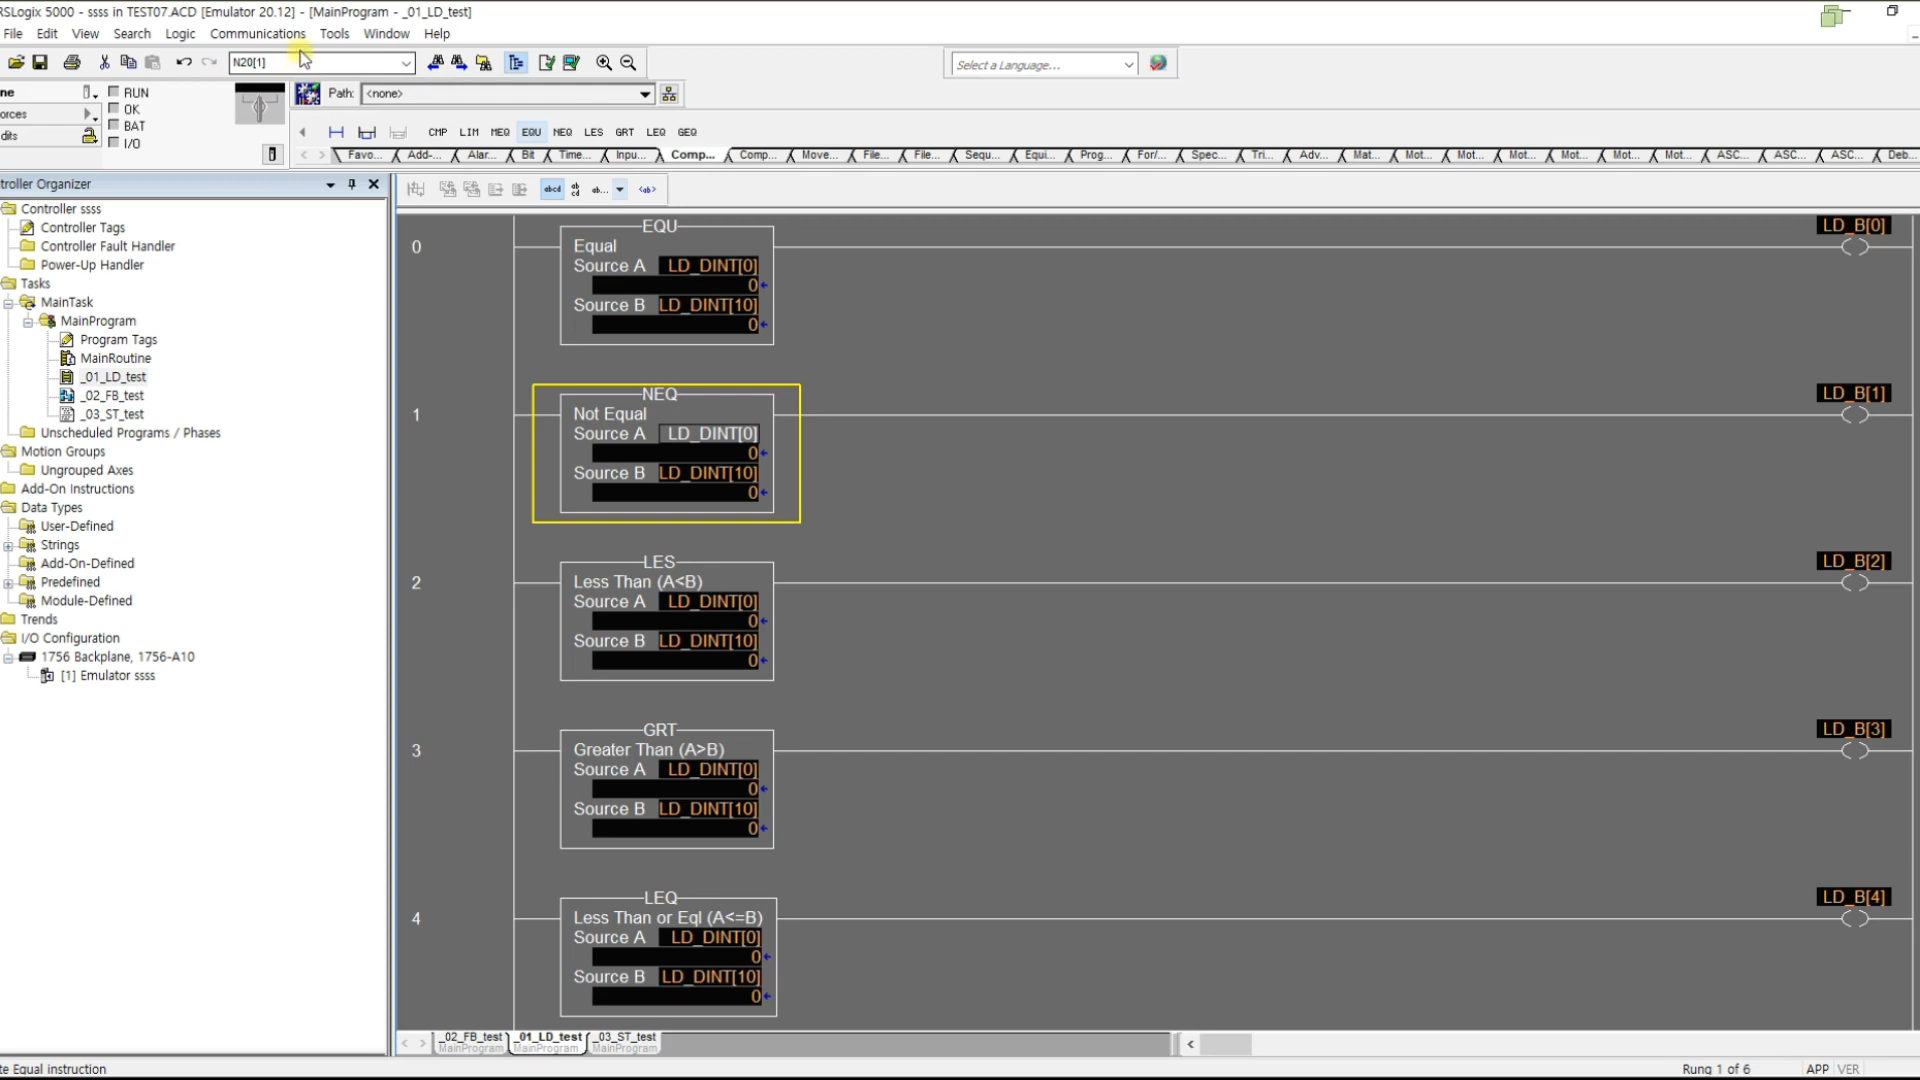 RSLogix 5000 - ssss in TEST07.ACD [Emulator 20.12] - [MainProgram - _01_LD_test]
File Edit View Search Logic Communications Tools Window Help
N20[1]
Select a Language...
ne
RUN
Path: <none>
orces
OK
dits
BAT
I/O
CMP LIM MEQ EQU NEQ LES GRT LEQ GEQ
Favo... Add-... Alar... Bit Time... Inpu... Comp... Comp... Move... File... File... Sequ... Equi... Prog... For/... Spec... Tri... Adv... Mat... Mot... Mot... Mot... Mot... Mot... Mot... ASC... ASC... ASC... Deb...
troller Organizer
abcd ab cd ab... <ab>
Controller ssss
Controller Tags
Controller Fault Handler
Power-Up Handler
Tasks
MainTask
MainProgram
Program Tags
MainRoutine
_01_LD_test
_02_FB_test
_03_ST_test
Unscheduled Programs / Phases
Motion Groups
Ungrouped Axes
Add-On Instructions
Data Types
User-Defined
Strings
Add-On-Defined
Predefined
Module-Defined
Trends
I/O Configuration
1756 Backplane, 1756-A10
[1] Emulator ssss
0
EQU
Equal
Source A LD_DINT[0]
0
Source B LD_DINT[10]
0
LD_B[0]
1
NEQ
Not Equal
Source A LD_DINT[0]
0
Source B LD_DINT[10]
0
LD_B[1]
2
LES
Less Than (A<B)
Source A LD_DINT[0]
0
Source B LD_DINT[10]
0
LD_B[2]
3
GRT
Greater Than (A>B)
Source A LD_DINT[0]
0
Source B LD_DINT[10]
0
LD_B[3]
4
LEQ
Less Than or Eql (A<=B)
Source A LD_DINT[0]
0
Source B LD_DINT[10]
0
LD_B[4]
_02_FB_test _01_LD_test _03_ST_test
MainProgram MainProgram MainProgram
te Equal instruction
Rung 1 of 6 APP VER